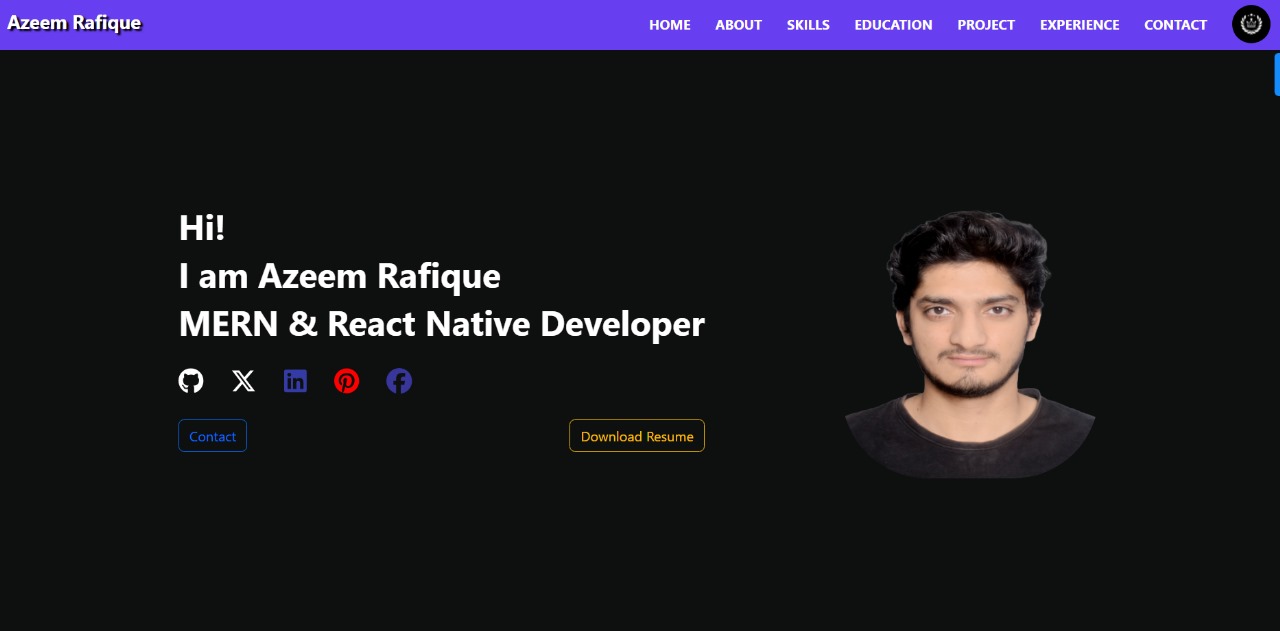 Azeem Rafique
HOME ABOUT SKILLS EDUCATION PROJECT EXPERIENCE CONTACT
Hi!
I am Azeem Rafique
MERN & React Native Developer
Contact Download Resume